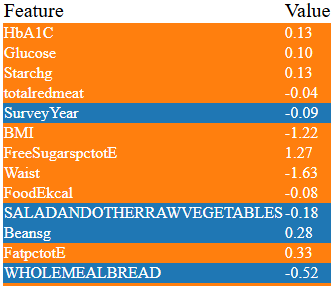 Feature Value
HbA1C 0.13
Glucose 0.10
Starchg 0.13
totalredmeat -0.04
SurveyYear -0.09
BMI -1.22
FreeSugarspctotE 1.27
Waist -1.63
FoodEkcal -0.08
SALADANDOTHERRAWVEGETABLES -0.18
Beansg 0.28
FatpctotE 0.33
WHOLEMEALBREAD -0.52